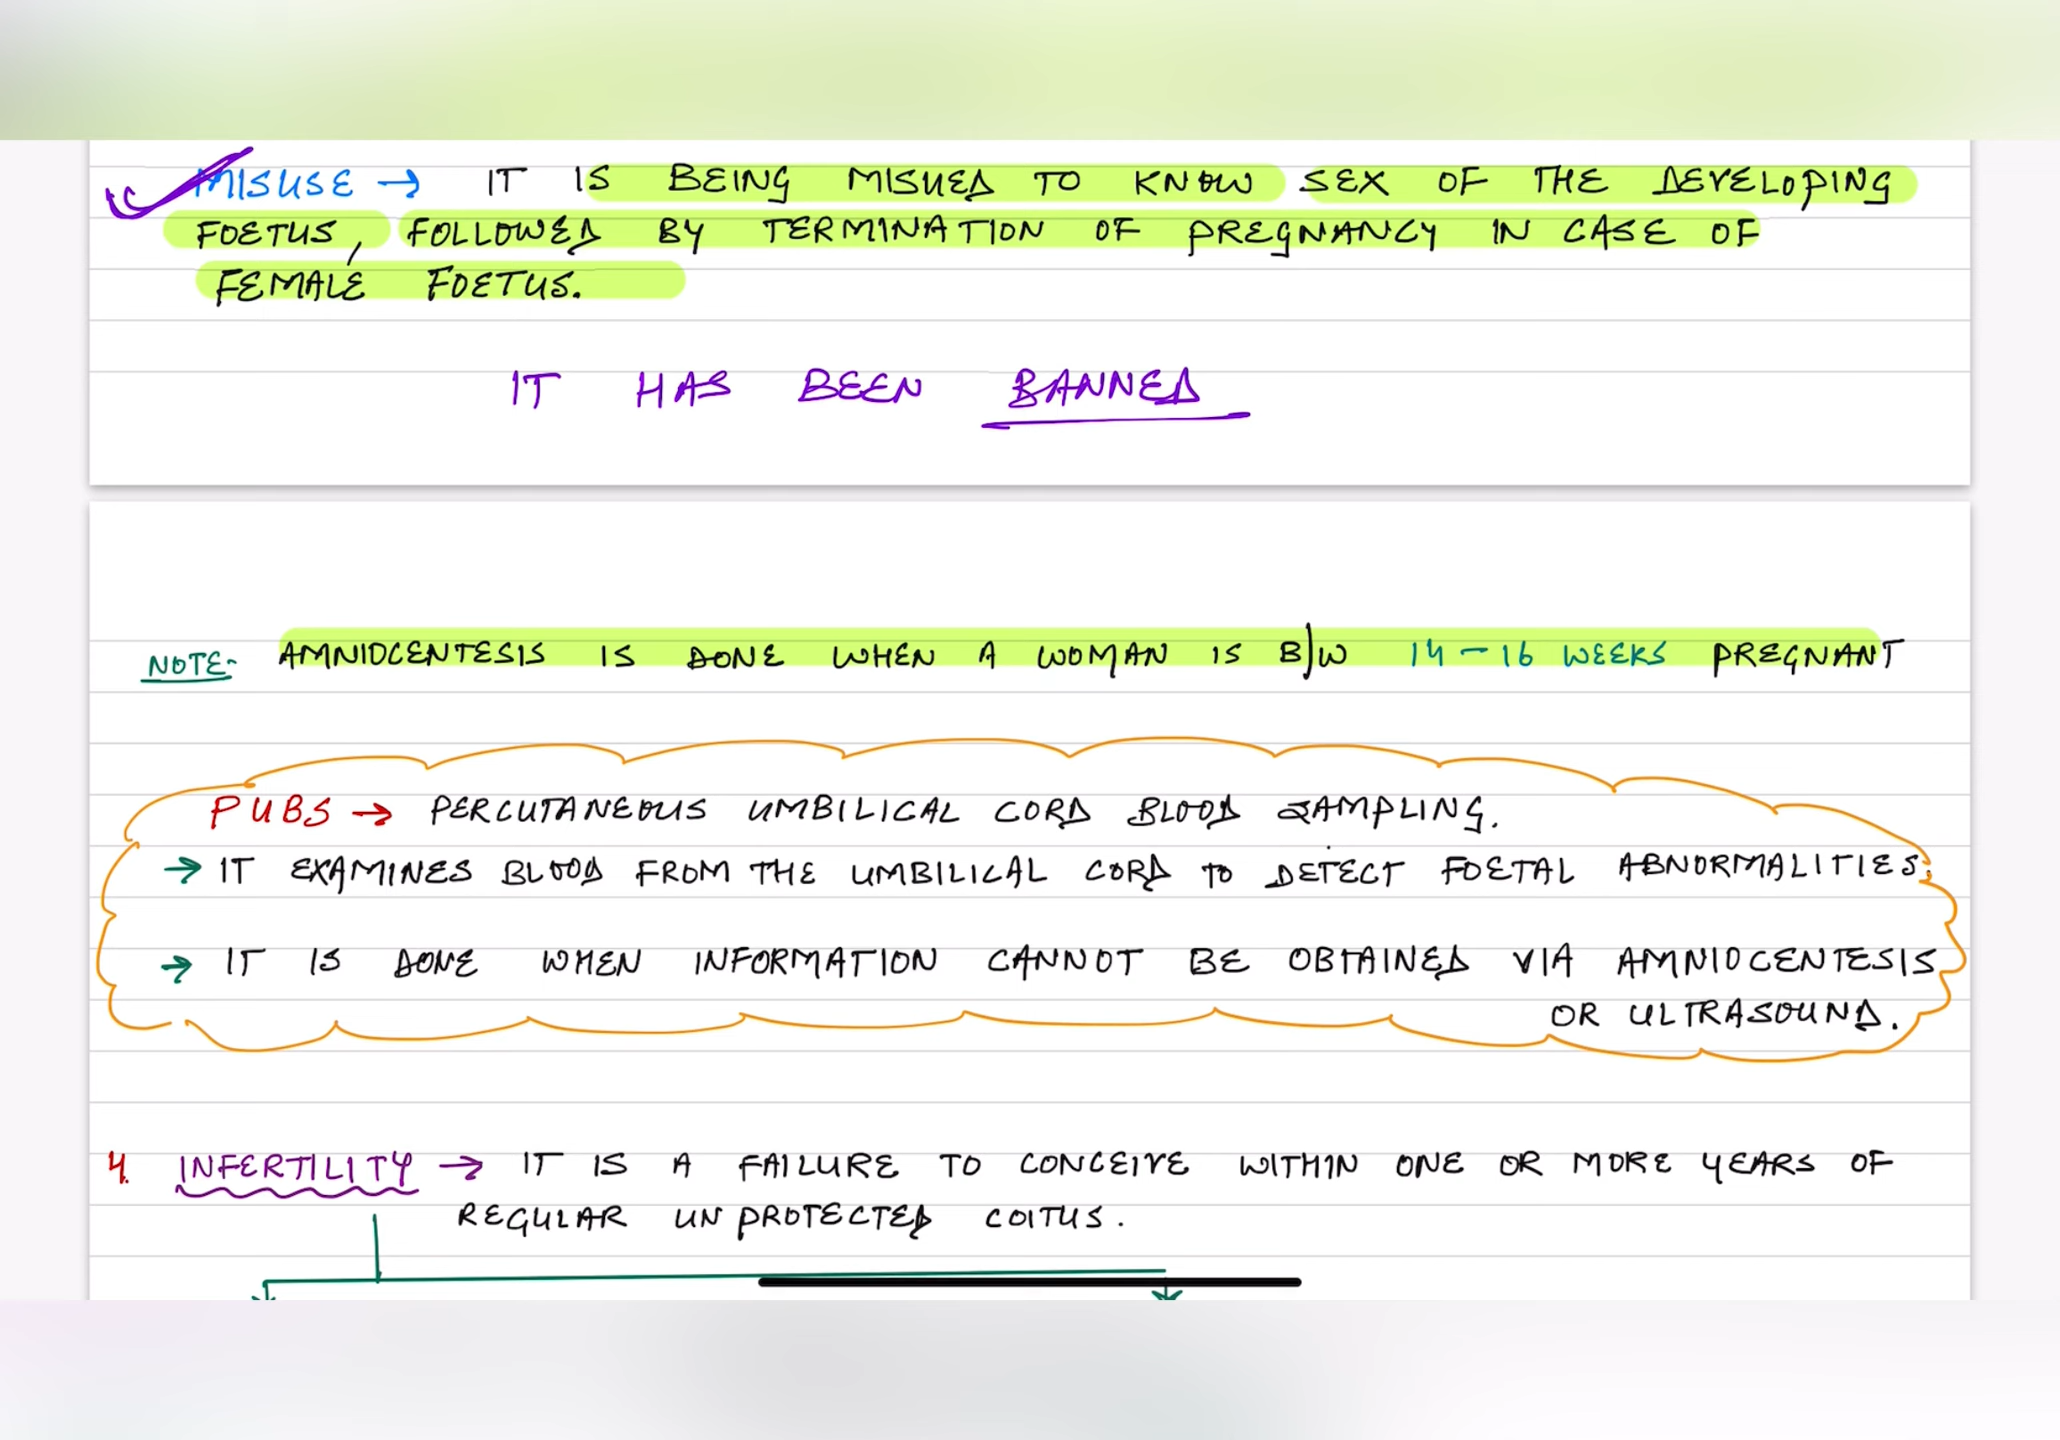 MISUSE → IT IS BEING MISUED TO KNOW SEX OF THE DEVELOPING
FOETUS, FOLLOWED BY TERMINATION OF PREGNANCY IN CASE OF
FEMALE FOETUS.
IT HAS BEEN BANNED
NOTE- AMNIOCENTESIS IS DONE WHEN A WOMAN IS B/W 14-16 WEEKS PREGNANT
PUBS → PERCUTANEOUS UMBILICAL CORD BLOOD SAMPLING.
→ IT EXAMINES BLOOD FROM THE UMBILICAL CORD TO DETECT FOETAL ABNORMALITIES.
→ IT IS DONE WHEN INFORMATION CANNOT BE OBTAINED VIA AMNIOCENTESIS
OR ULTRASOUND.
4. INFERTILITY → IT IS A FAILURE TO CONCEIVE WITHIN ONE OR MORE YEARS OF
REGULAR UNPROTECTED COITUS.